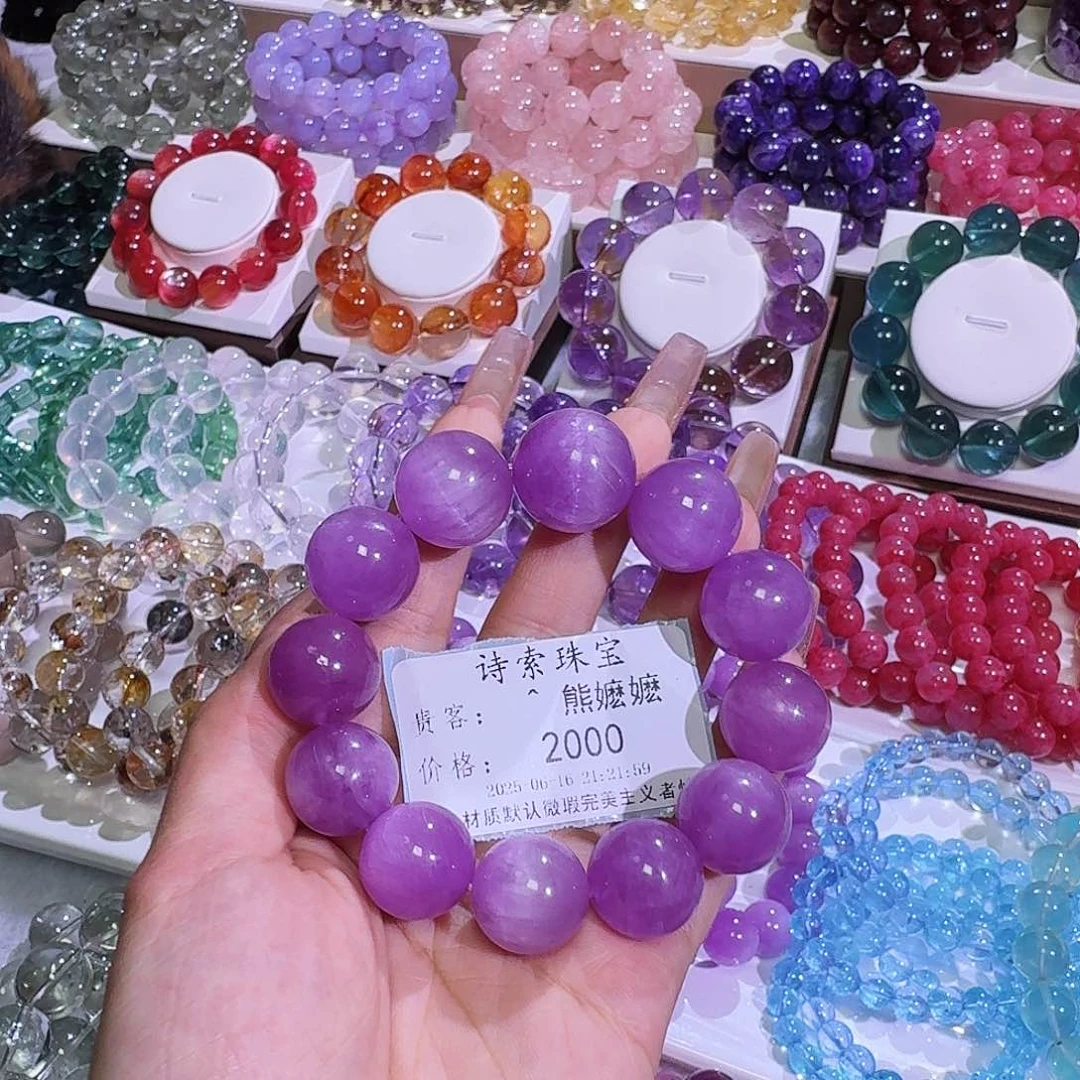 诗索珠宝
贵客： ^ 熊嬷嬷
价格： 2000
2025-06-16 21:21:59
材质默认微瑕完美主义者